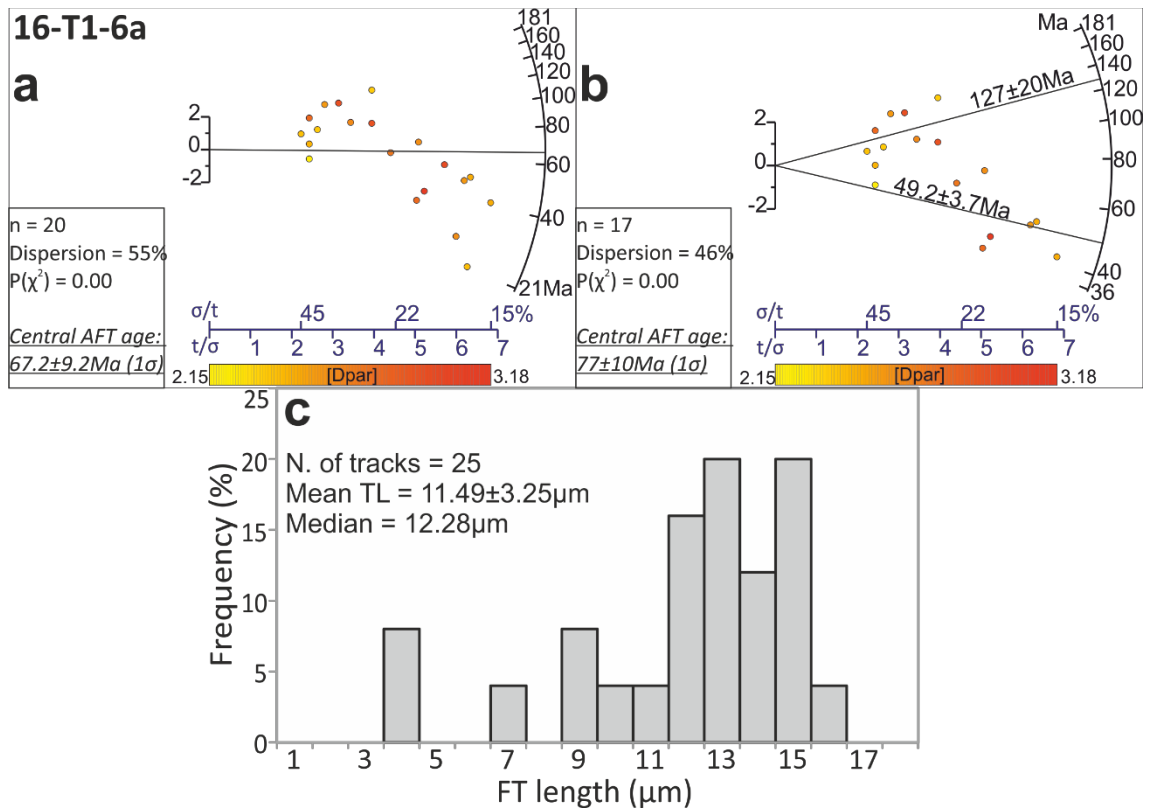 16-T1-6a
a
181
160
140
120
100
80
60
40
21Ma
2
0
-2
n = 20
Dispersion = 55%
P(χ²) = 0.00
Central AFT age:
67.2±9.2Ma (1σ)
σ/t 45 22 15%
t/σ 1 2 3 4 5 6 7
2.15 [Dpar] 3.18
b
Ma 181
160
140
120
100
80
60
40
36
127±20Ma
49.2±3.7Ma
2
0
-2
n = 17
Dispersion = 46%
P(χ²) = 0.00
Central AFT age:
77±10Ma (1σ)
σ/t 45 22 15%
t/σ 1 2 3 4 5 6 7
2.15 [Dpar] 3.18
c
N. of tracks = 25
Mean TL = 11.49±3.25µm
Median = 12.28µm
Frequency (%)
25
20
15
10
5
0
1 3 5 7 9 11 13 15 17
FT length (µm)